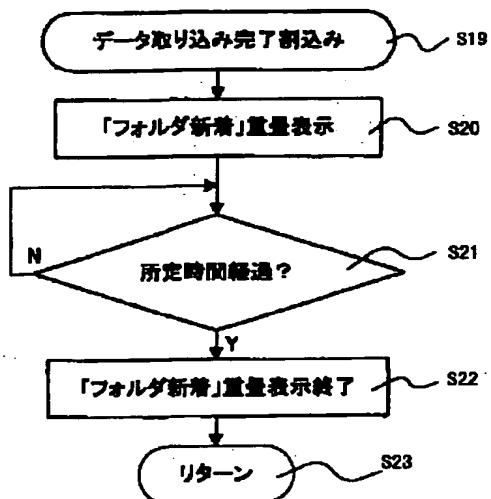 データ取り込み完了割込み
S19
「フォルダ新着」重畳表示
S20
所定時間経過?
S21
N
Y
「フォルダ新着」重畳表示終了
S22
リターン
S23